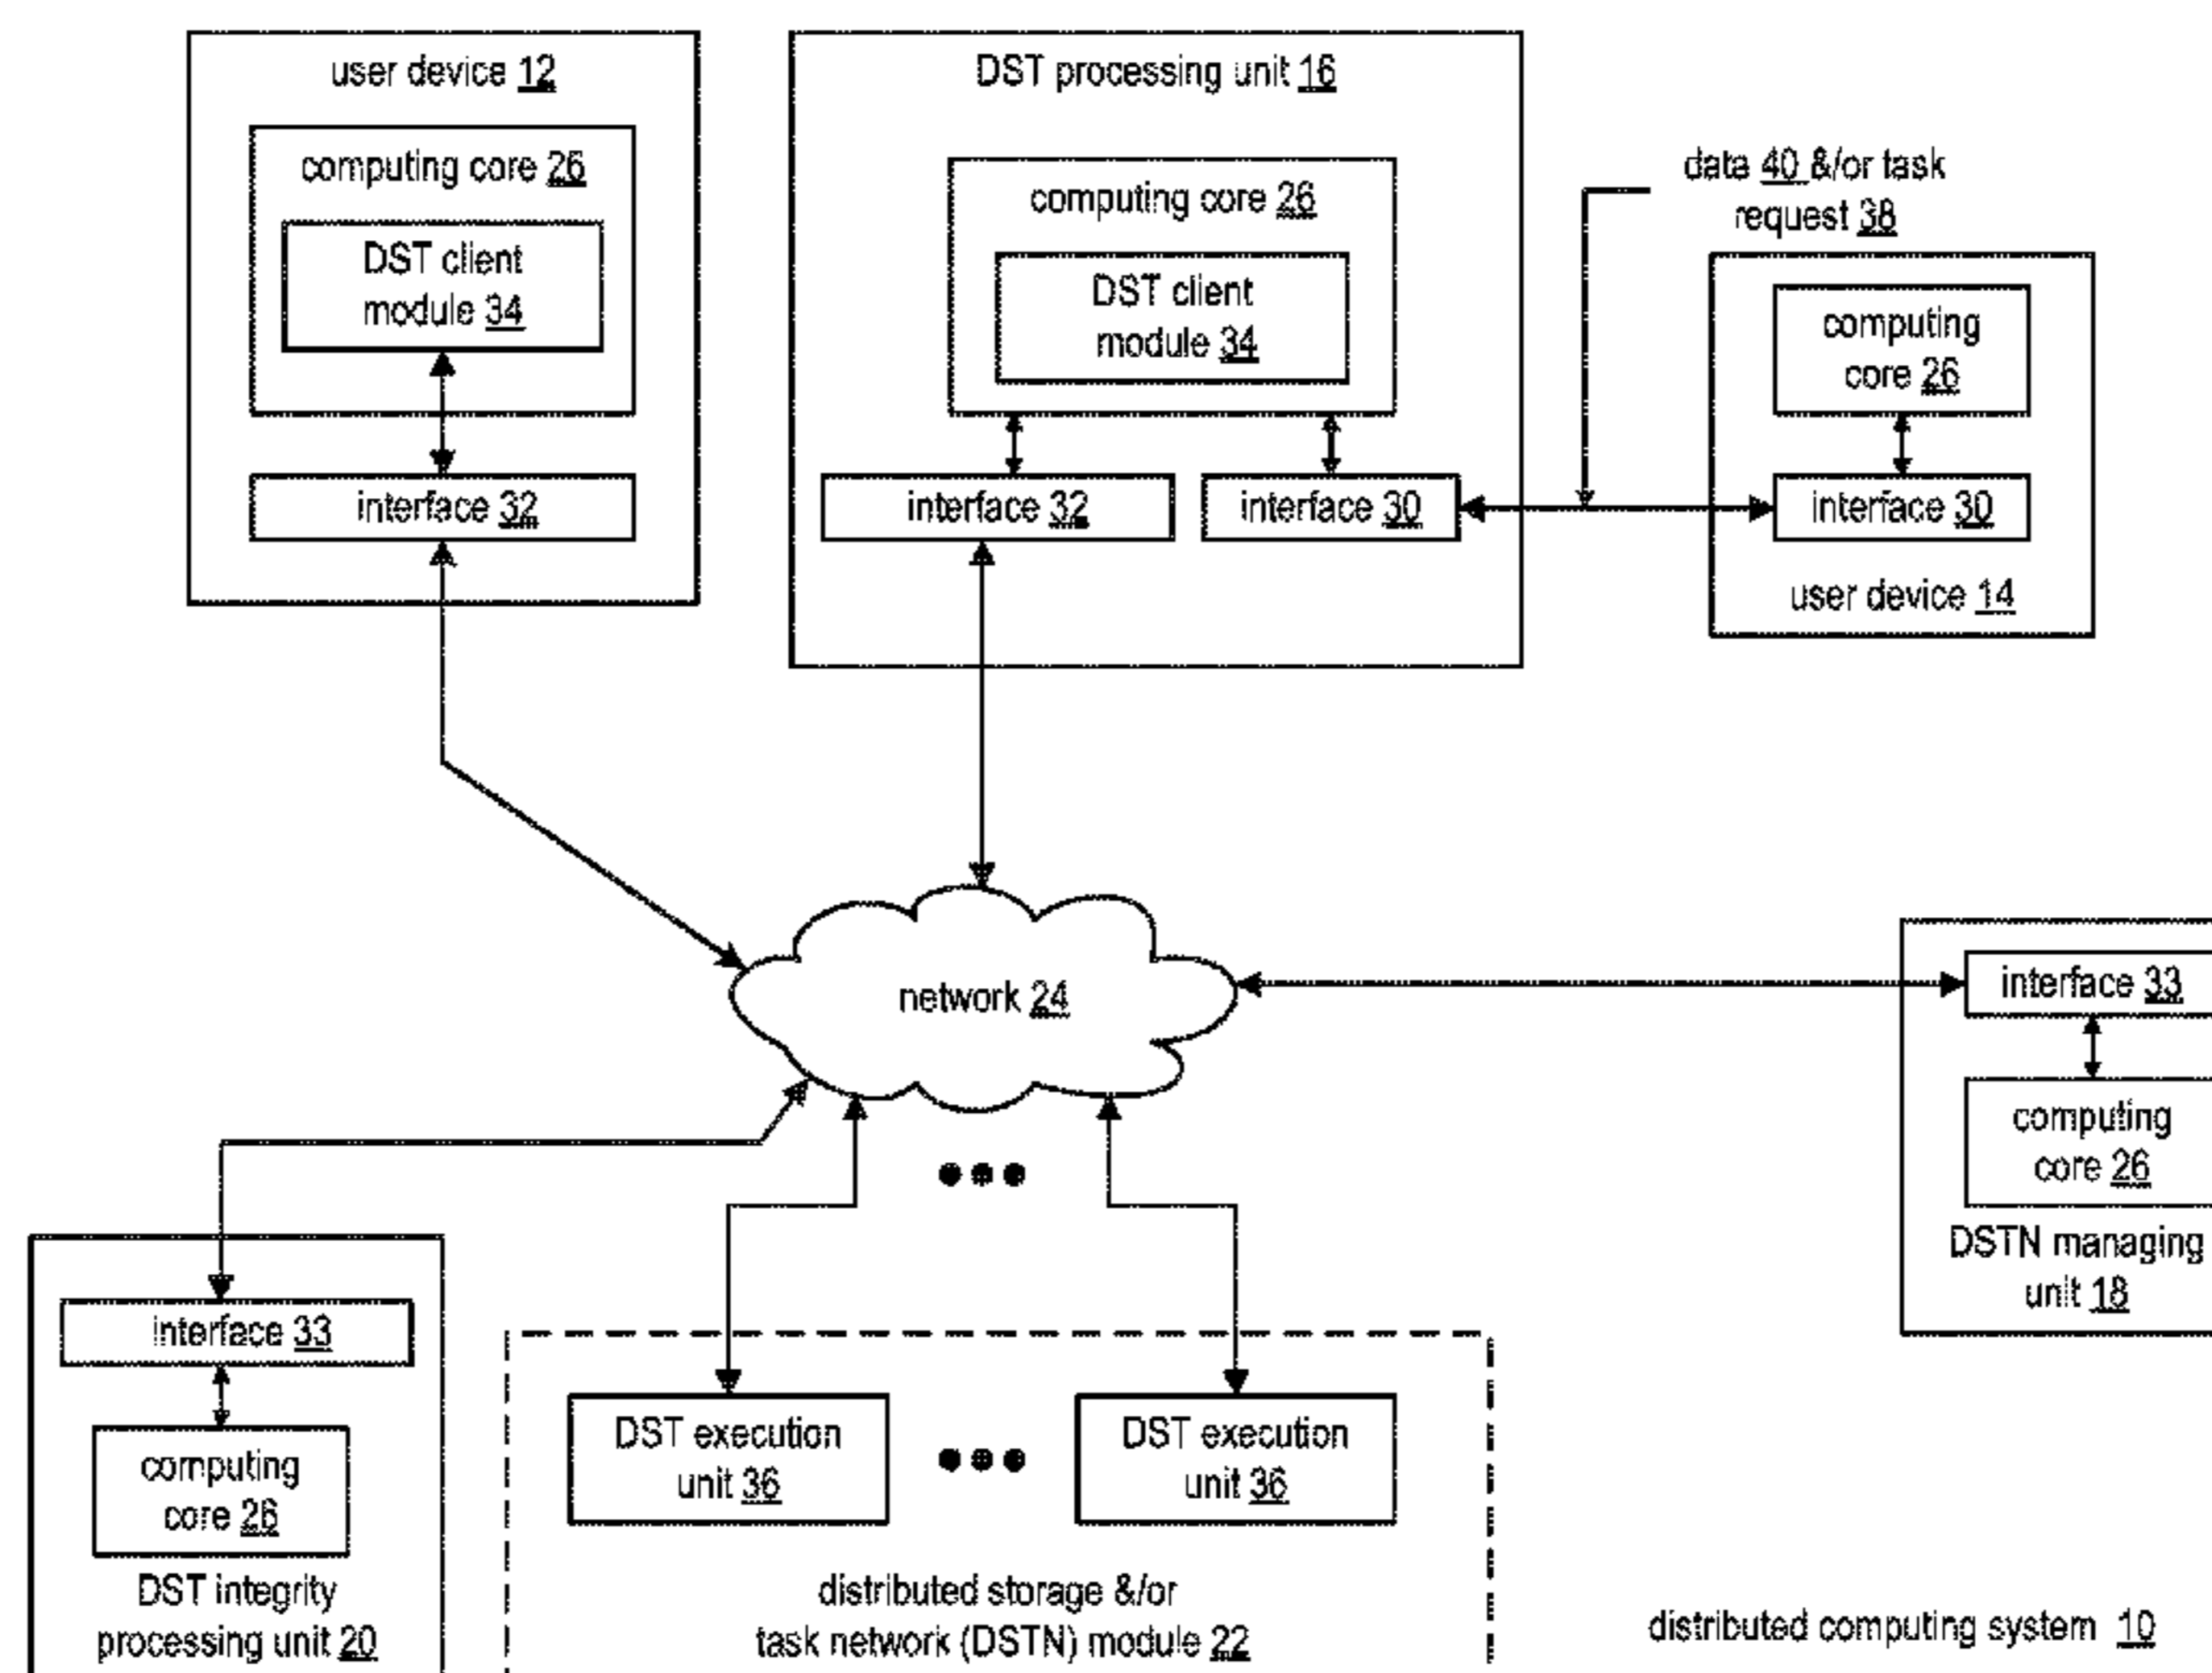 user device 12
computing core 26
DST client
module 34
interface 32
DST processing unit 16
computing core 26
DST client
module 34
interface 32
interface 30
data 40 &/or task
request 38
computing
core 26
interface 30
user device 14
network 24
interface 33
computing
core 26
DSTN managing
unit 18
interface 33
computing
core 26
DST integrity
processing unit 20
DST execution
unit 36
DST execution
unit 36
distributed storage &/or
task network (DSTN) module 22
distributed computing system 10